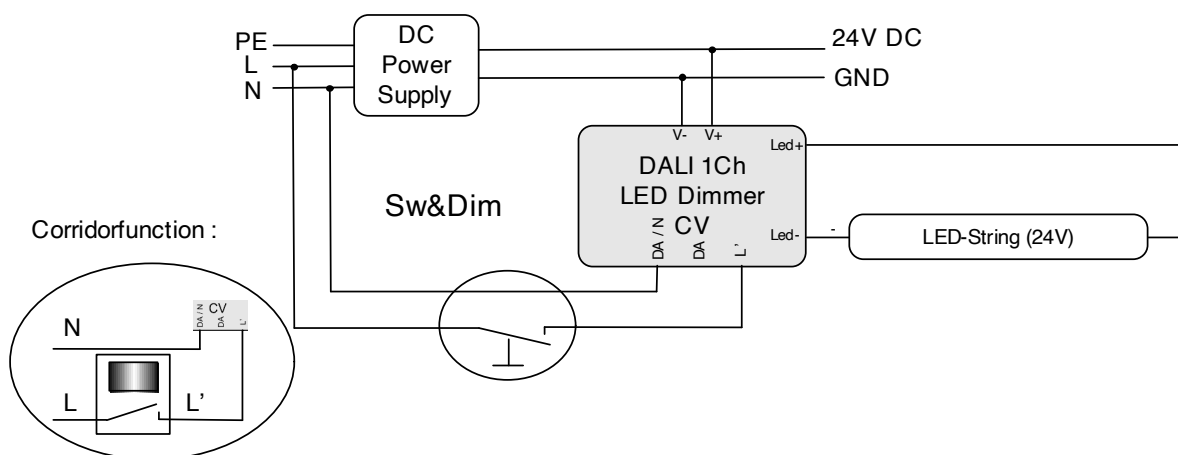 PE
L
N
DC
Power
Supply
24V DC
GND
V- V+
Led+
DALI 1Ch
LED Dimmer
CV
DA / N
DA
L'
Led-
-
LED-String (24V)
Sw&Dim
Corridorfunction :
N
CV
DA / N
DA
L'
L
L'